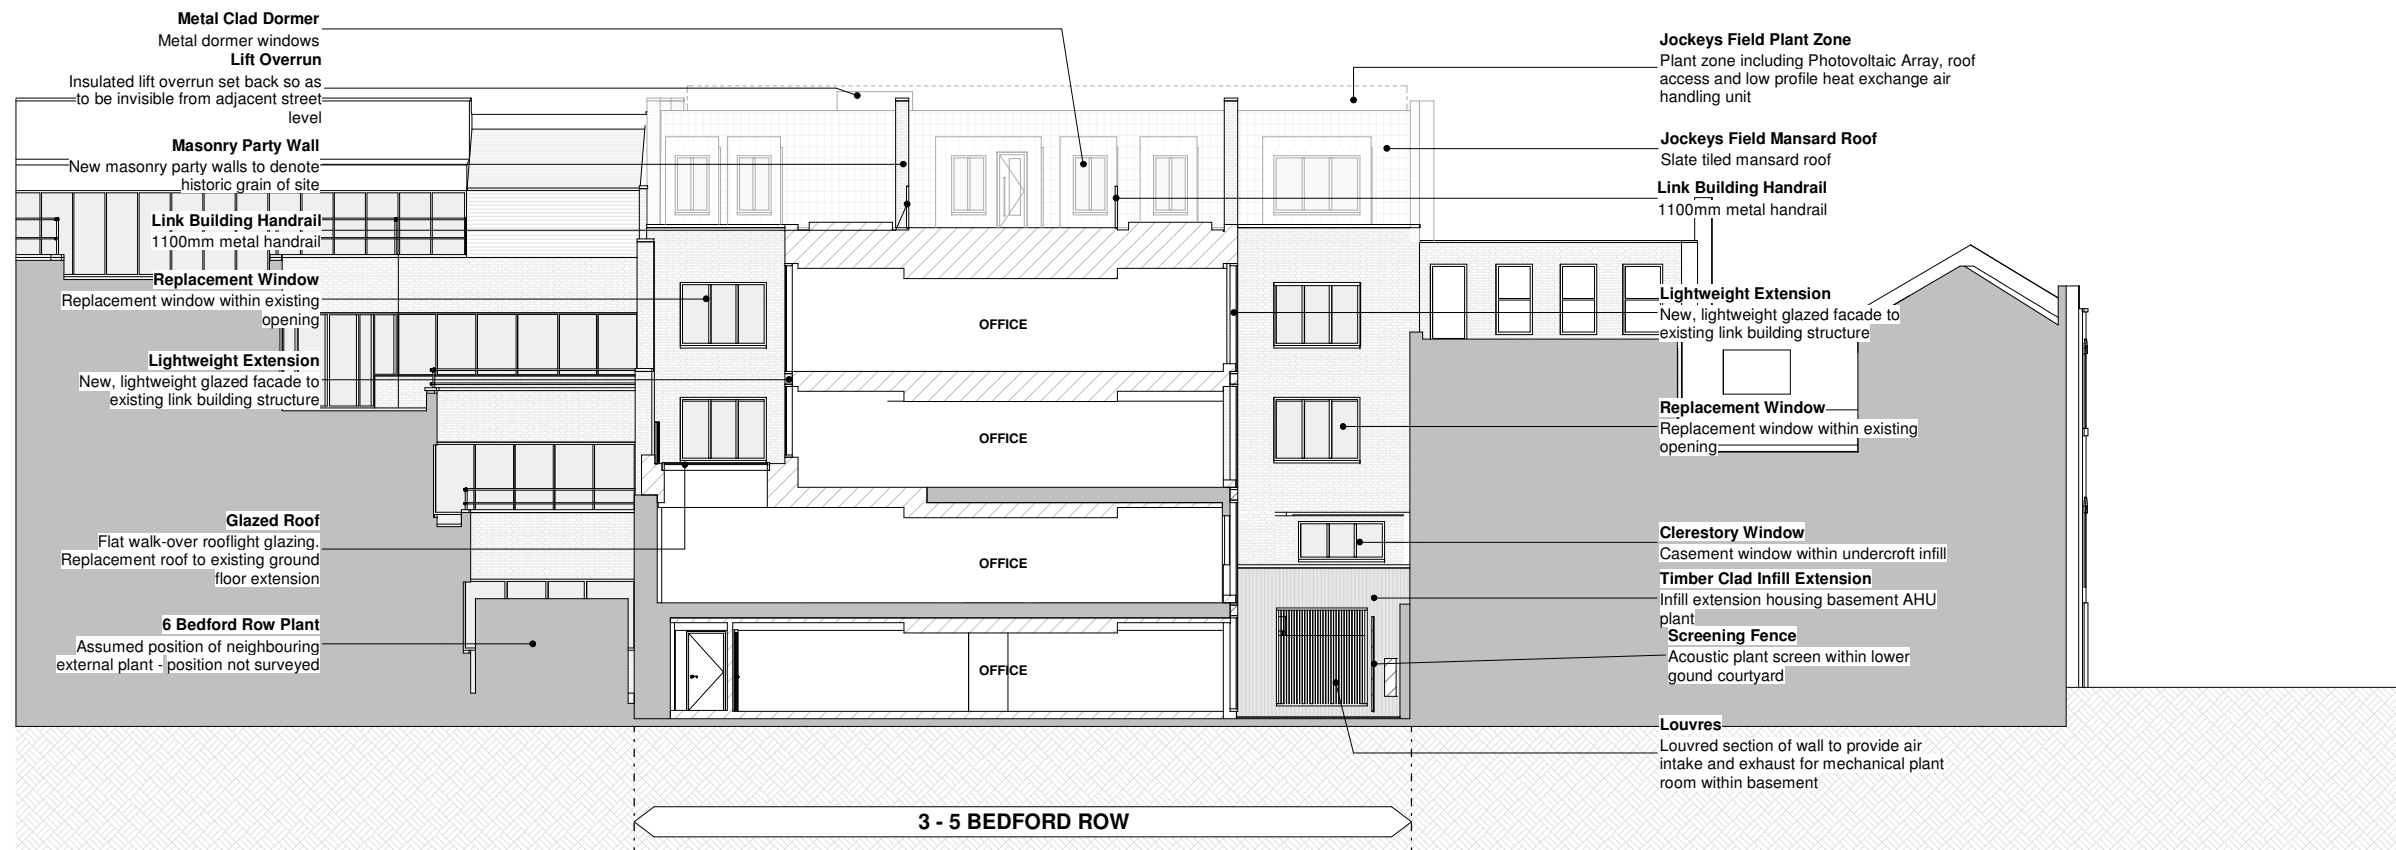 Metal Clad Dormer
Metal dormer windows
Lift Overrun
Insulated lift overrun set back so as
to be invisible from adjacent street
level
Masonry Party Wall
New masonry party walls to denote
historic grain of site
Link Building Handrail
1100mm metal handrail
Replacement Window
Replacement window within existing
opening
Lightweight Extension
New, lightweight glazed facade to
existing link building structure
Glazed Roof
Flat walk-over rooflight glazing.
Replacement roof to existing ground
floor extension
6 Bedford Row Plant
Assumed position of neighbouring
external plant - position not surveyed
OFFICE
OFFICE
OFFICE
OFFICE
Jockeys Field Plant Zone
Plant zone including Photovoltaic Array, roof
access and low profile heat exchange air
handling unit
Jockeys Field Mansard Roof
Slate tiled mansard roof
Link Building Handrail
1100mm metal handrail
Lightweight Extension
New, lightweight glazed facade to
existing link building structure
Replacement Window
Replacement window within existing
opening
Clerestory Window
Casement window within undercroft infill
Timber Clad Infill Extension
Infill extension housing basement AHU
plant
Screening Fence
Acoustic plant screen within lower
gound courtyard
Louvres
Louvred section of wall to provide air
intake and exhaust for mechanical plant
room within basement
3 - 5 BEDFORD ROW